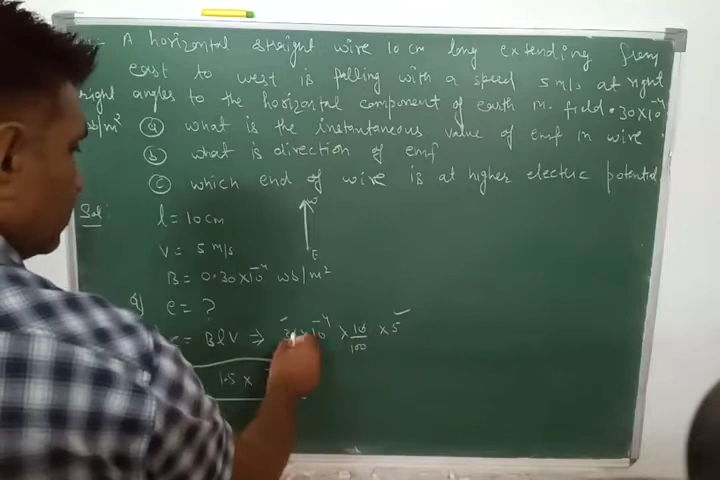 A horizontal straight wire 10 cm long extending from
east to west is falling with a speed 5 m/s at right
right angles to the horizontal component of earth m. field 0.30×10⁻⁴
wb/m² (a) what is the instantaneous value of emf in wire.
(b) what is direction of emf
(c) which end of wire is at higher electric potential
Sol: l = 10 cm
W
V = 5 m/s
E
B = 0.30×10⁻⁴ wb/m²
a) e = ?
= BlV ⇒ ×10⁻⁴ × 10/100 × 5
1.5 ×